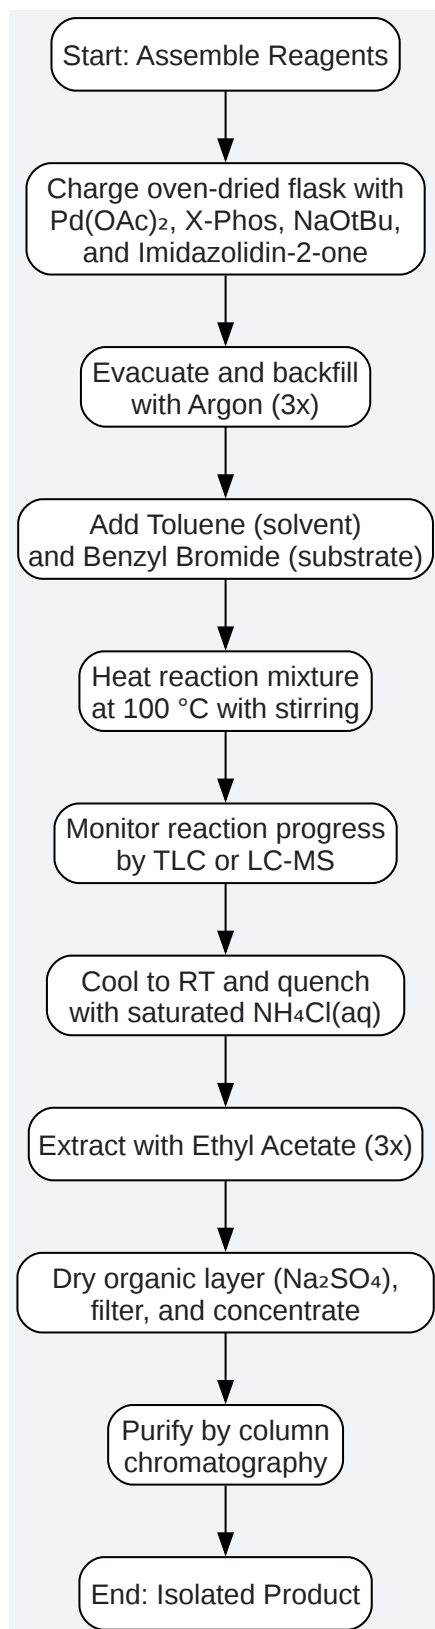 Start: Assemble Reagents
Charge oven-dried flask with
Pd(OAc)₂, X-Phos, NaOtBu,
and Imidazolidin-2-one
Evacuate and backfill
with Argon (3x)
Add Toluene (solvent)
and Benzyl Bromide (substrate)
Heat reaction mixture
at 100 °C with stirring
Monitor reaction progress
by TLC or LC-MS
Cool to RT and quench
with saturated NH₄Cl(aq)
Extract with Ethyl Acetate (3x)
Dry organic layer (Na₂SO₄),
filter, and concentrate
Purify by column
chromatography
End: Isolated Product